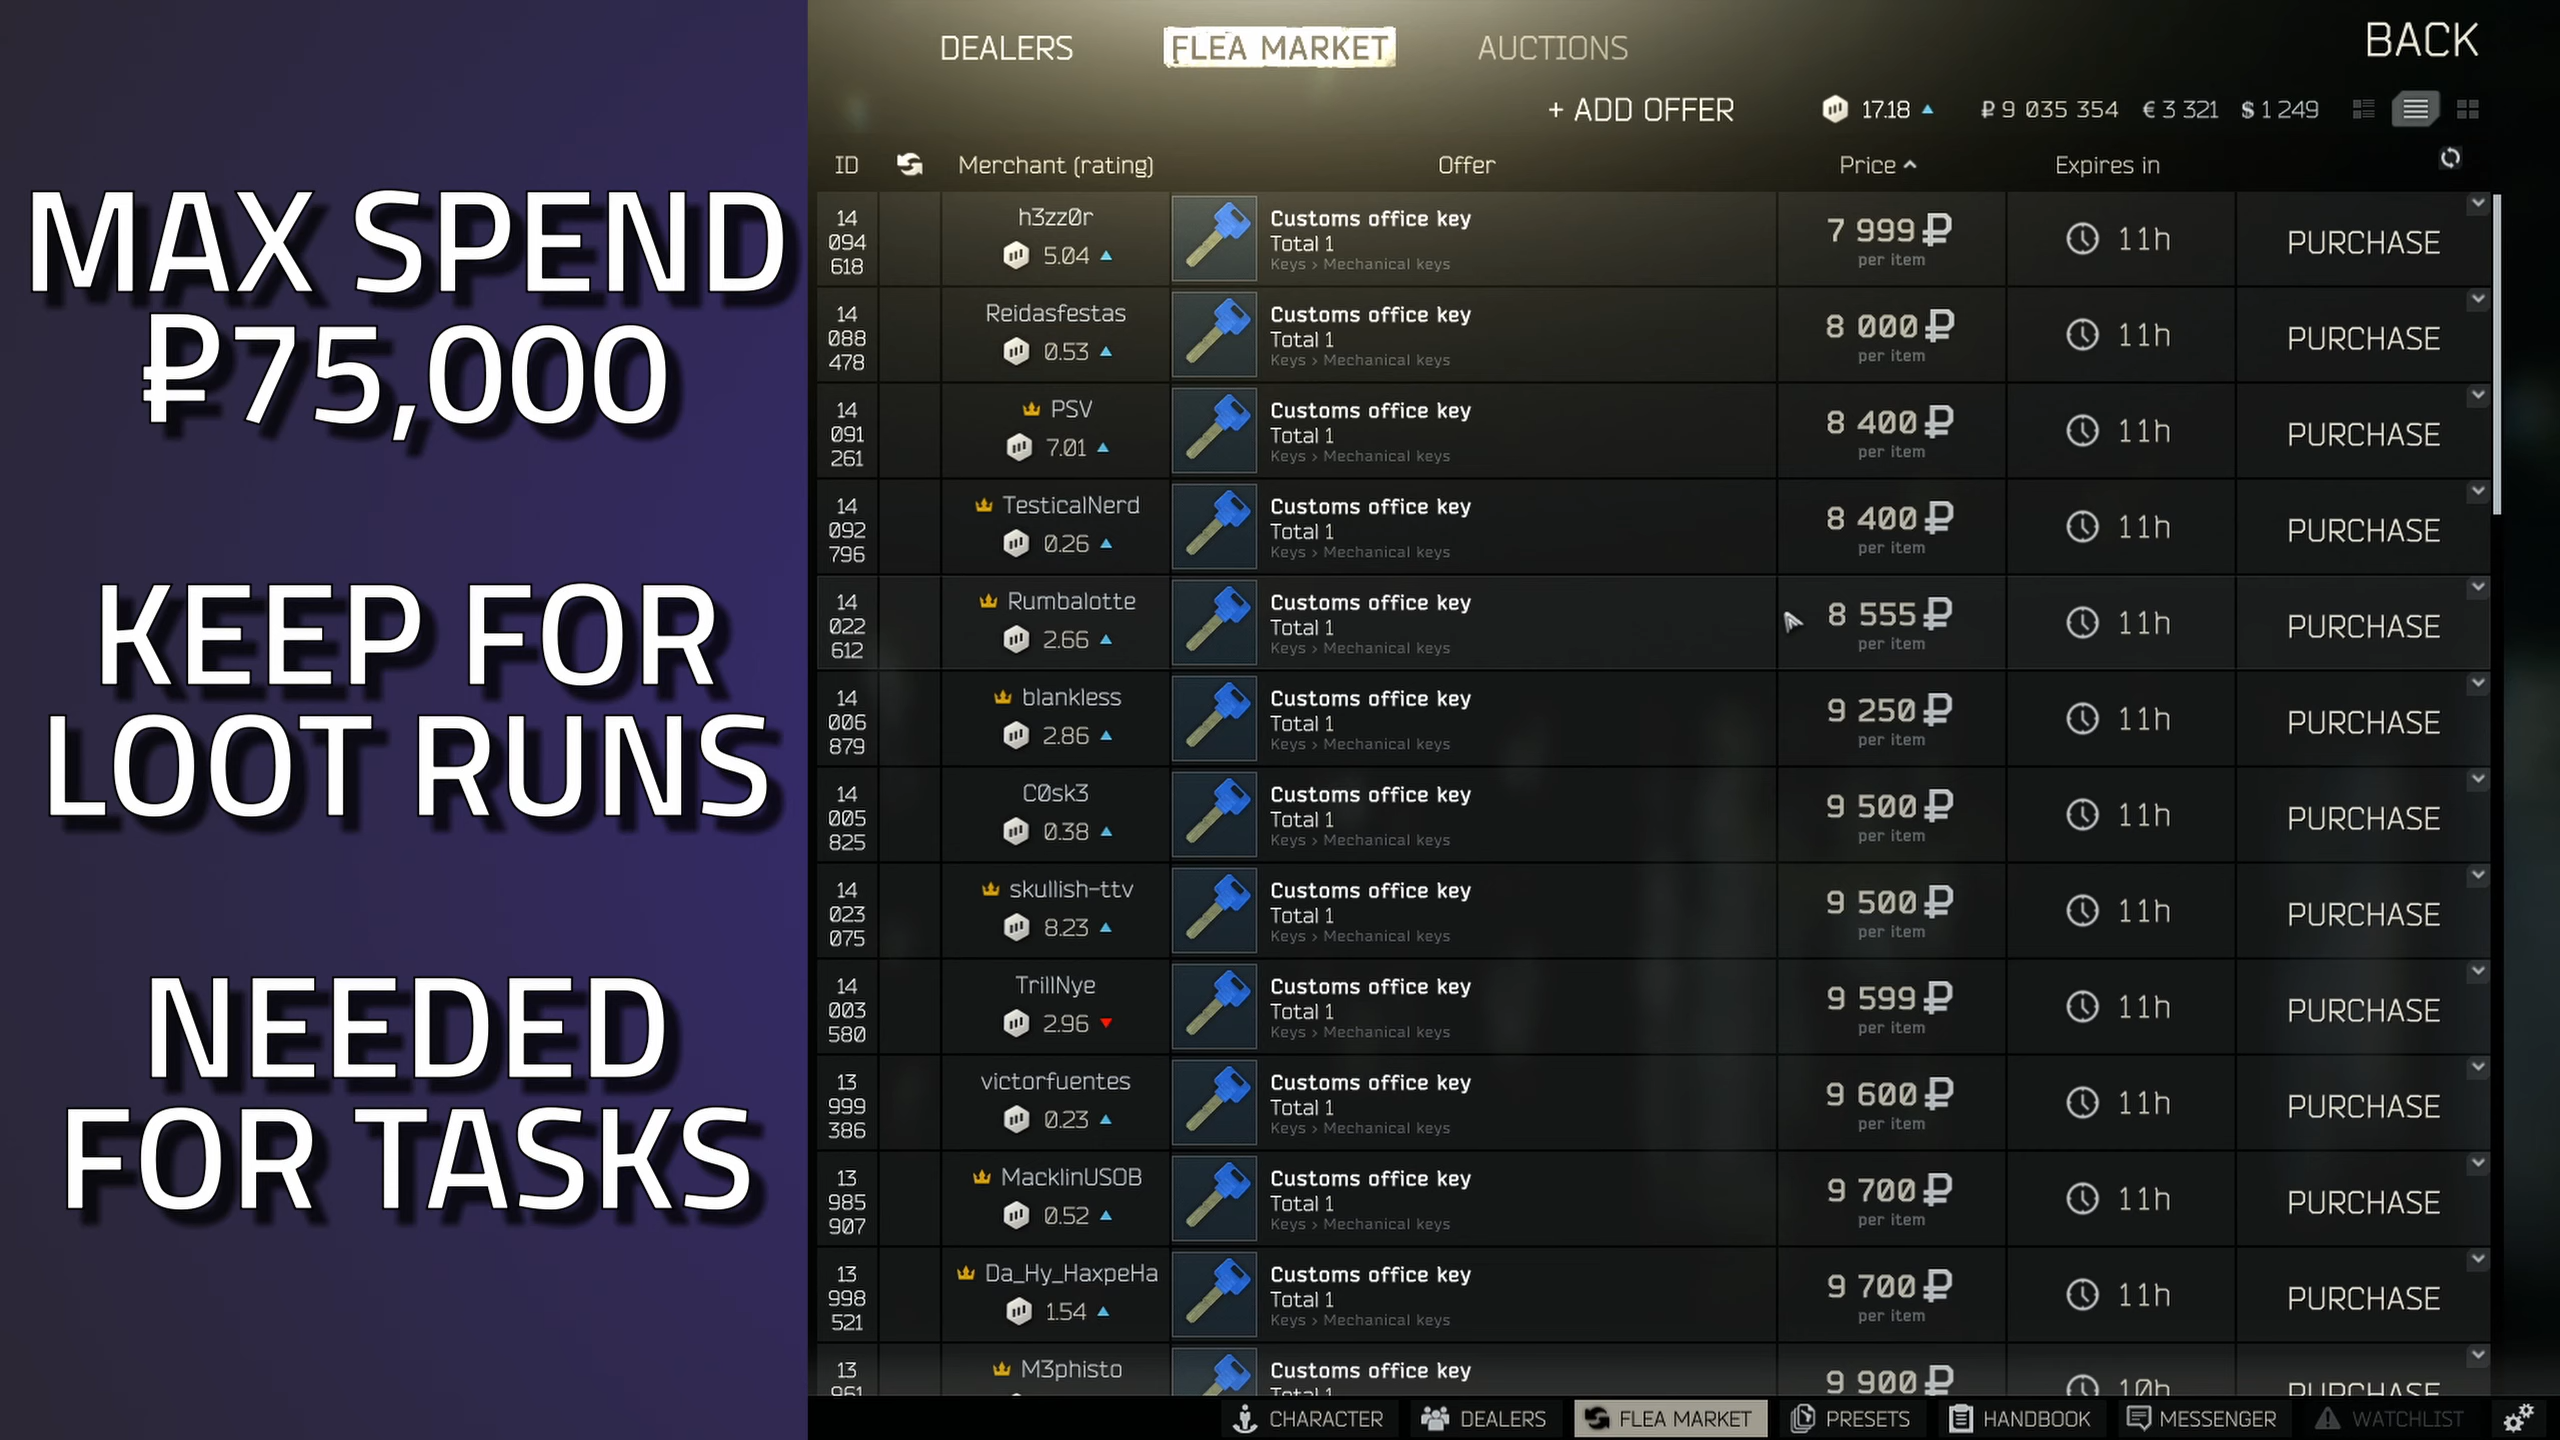 MAX SPEND
₽75,000
KEEP FOR
LOOT RUNS
NEEDED
FOR TASKS
DEALERS FLEA MARKET AUCTIONS BACK
+ ADD OFFER 17.18 ₽ 9 035 354 € 3 321 $ 1 249
ID Merchant (rating) Offer Price Expires in
14 094 618 h3zz0r 5.04 Customs office key Total 1 Keys > Mechanical keys 7 999 ₽ per item 11h PURCHASE
14 088 478 Reidasfestas 0.53 Customs office key Total 1 Keys > Mechanical keys 8 000 ₽ per item 11h PURCHASE
14 091 261 PSV 7.01 Customs office key Total 1 Keys > Mechanical keys 8 400 ₽ per item 11h PURCHASE
14 092 796 TesticalNerd 0.26 Customs office key Total 1 Keys > Mechanical keys 8 400 ₽ per item 11h PURCHASE
14 022 612 Rumbalotte 2.66 Customs office key Total 1 Keys > Mechanical keys 8 555 ₽ per item 11h PURCHASE
14 006 879 blankless 2.86 Customs office key Total 1 Keys > Mechanical keys 9 250 ₽ per item 11h PURCHASE
14 005 825 C0sk3 0.38 Customs office key Total 1 Keys > Mechanical keys 9 500 ₽ per item 11h PURCHASE
14 023 075 skullish-ttv 8.23 Customs office key Total 1 Keys > Mechanical keys 9 500 ₽ per item 11h PURCHASE
14 003 580 TrillNye 2.96 Customs office key Total 1 Keys > Mechanical keys 9 599 ₽ per item 11h PURCHASE
13 999 386 victorfuentes 0.23 Customs office key Total 1 Keys > Mechanical keys 9 600 ₽ per item 11h PURCHASE
13 985 907 MacklinUSOB 0.52 Customs office key Total 1 Keys > Mechanical keys 9 700 ₽ per item 11h PURCHASE
13 998 521 Da_Hy_HaxpeHa 1.54 Customs office key Total 1 Keys > Mechanical keys 9 700 ₽ per item 11h PURCHASE
13 961 M3phisto Customs office key Total 1 9 900 ₽ 10h PURCHASE
CHARACTER DEALERS FLEA MARKET PRESETS HANDBOOK MESSENGER WATCHLIST